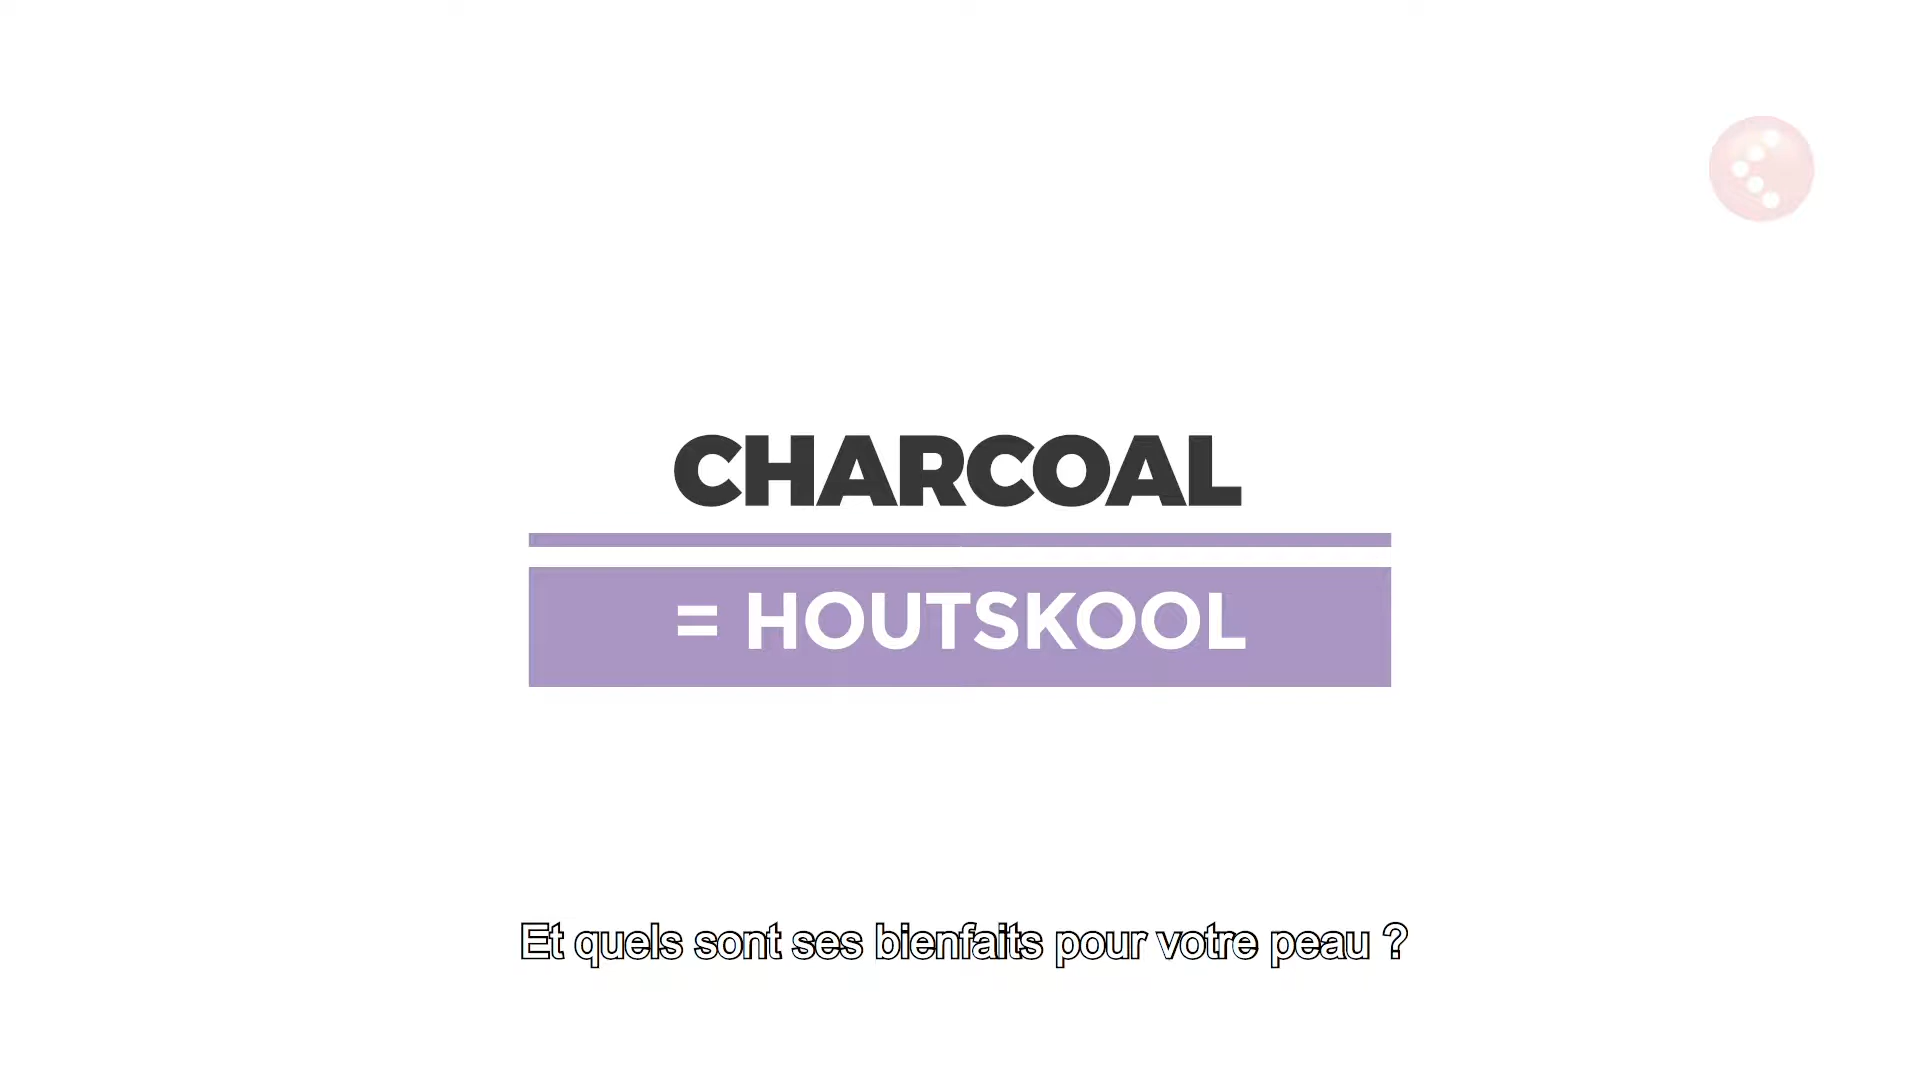 CHARCOAL
= HOUTSKOOL
Et quels sont ses bienfaits pour votre peau ?